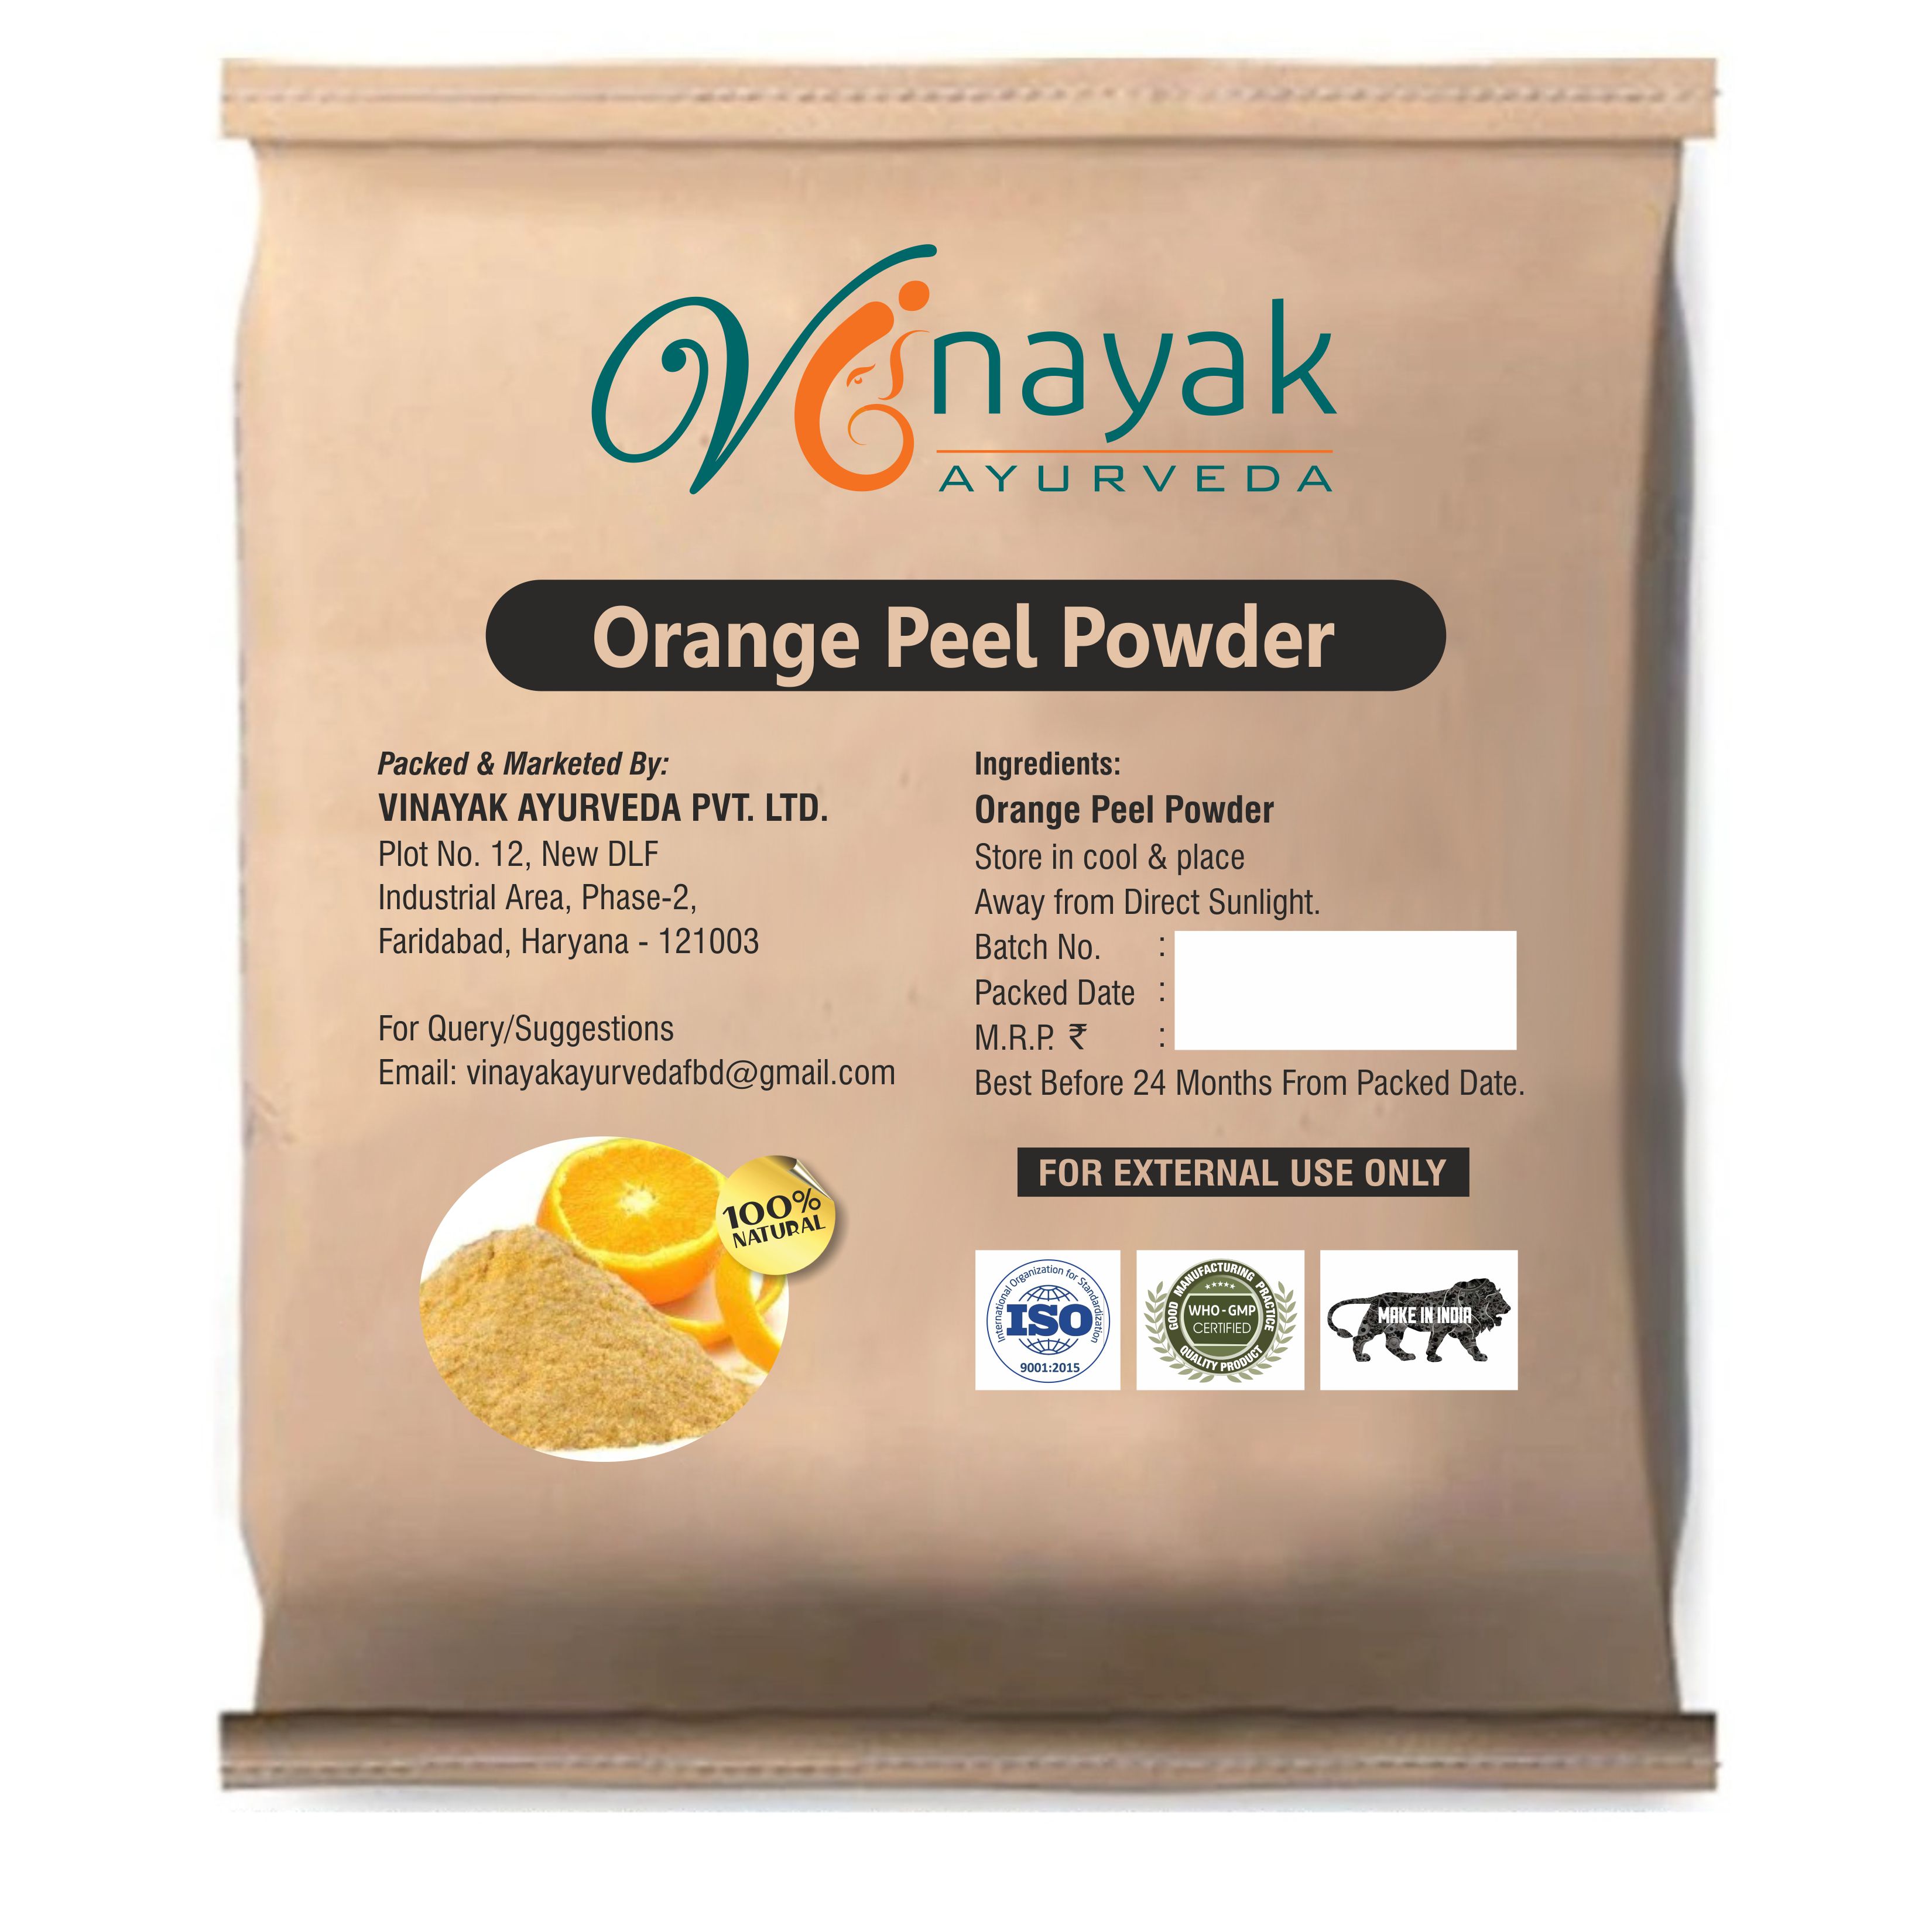 Vinayak
AYURVEDA
Orange Peel Powder
Packed & Marketed By:
VINAYAK AYURVEDA PVT. LTD.
Plot No. 12, New DLF
Industrial Area, Phase-2,
Faridabad, Haryana - 121003
For Query/Suggestions
Email: vinayakayurvedafbd@gmail.com
Ingredients:
Orange Peel Powder
Store in cool & place
Away from Direct Sunlight.
Batch No. :
Packed Date :
M.R.P. ₹ :
Best Before 24 Months From Packed Date.
100%
NATURAL
FOR EXTERNAL USE ONLY
International Organization for Standardization
ISO
9001:2015
GOOD MANUFACTURING PRACTICE
WHO-GMP
CERTIFIED
QUALITY PRODUCT
MAKE IN INDIA